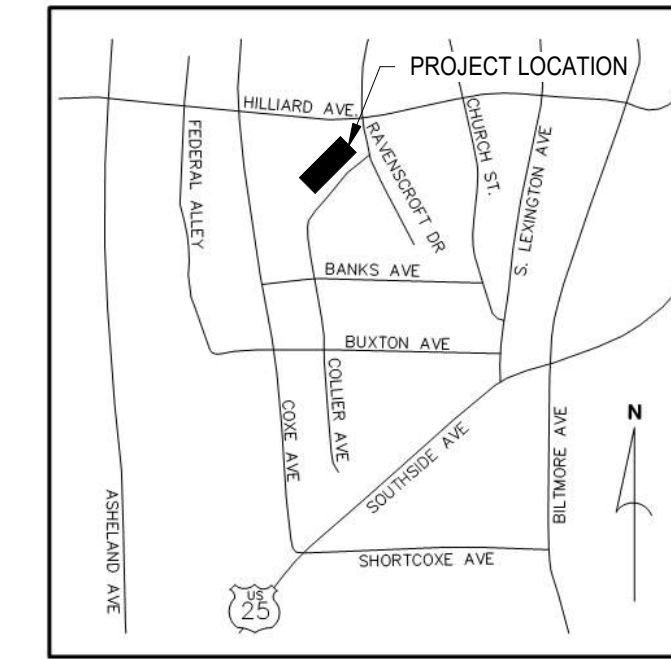 PROJECT LOCATION
HILLIARD AVE.
FEDERAL ALLEY
RAVENSCROFT DR
CHURCH ST.
S. LEXINGTON AVE
BANKS AVE
BUXTON AVE
COLLIER AVE
COXE AVE
SOUTHSIDE AVE
BILTMORE AVE
N
ASHELAND AVE
SHORTCOXE AVE
US
25